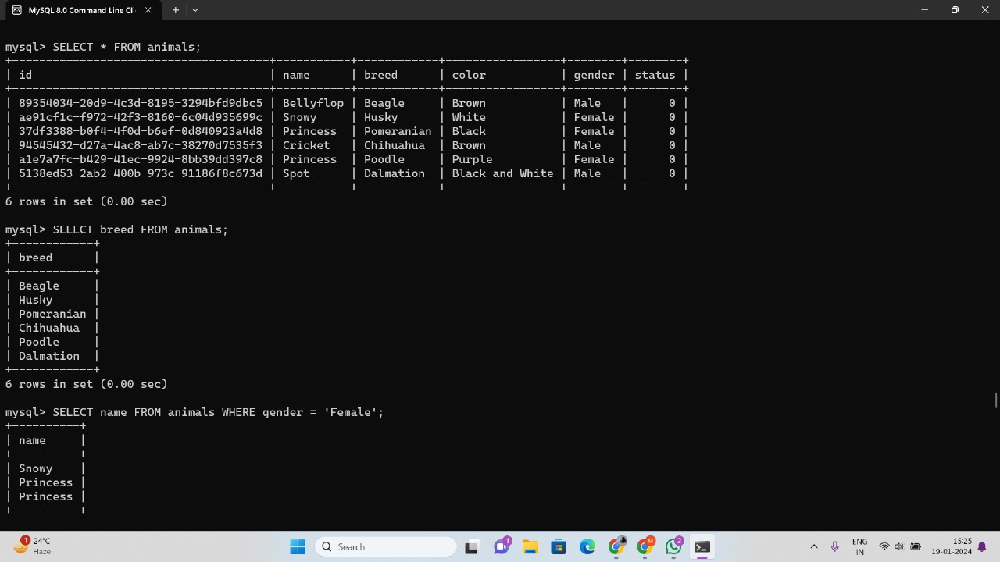 MySQL 8.0 Command Line Cli
mysql> SELECT * FROM animals;
+--------------------------------------+-----------+------------+-----------------+--------+--------+
| id                                   | name      | breed      | color           | gender | status |
+--------------------------------------+-----------+------------+-----------------+--------+--------+
| 89354034-20d9-4c3d-8195-3294bfd9dbc5 | Bellyflop | Beagle     | Brown           | Male   |      0 |
| ae91cf1c-f972-42f3-8160-6c04d935699c | Snowy     | Husky      | White           | Female |      0 |
| 37df3388-b0f4-4f0d-b6ef-0d840923a4d8 | Princess  | Pomeranian | Black           | Female |      0 |
| 94545432-d27a-4ac8-ab7c-38270d7535f3 | Cricket   | Chihuahua  | Brown           | Male   |      0 |
| a1e7a7fc-b429-41ec-9924-8bb39dd397c8 | Princess  | Poodle     | Purple          | Female |      0 |
| 5138ed53-2ab2-400b-973c-91186f8c673d | Spot      | Dalmation  | Black and White | Male   |      0 |
+--------------------------------------+-----------+------------+-----------------+--------+--------+
6 rows in set (0.00 sec)
mysql> SELECT breed FROM animals;
+------------+
| breed      |
+------------+
| Beagle     |
| Husky      |
| Pomeranian |
| Chihuahua  |
| Poodle     |
| Dalmation  |
+------------+
6 rows in set (0.00 sec)
mysql> SELECT name FROM animals WHERE gender = 'Female';
+----------+
| name     |
+----------+
| Snowy    |
| Princess |
| Princess |
+----------+
1 24°C
Haze
Search
1
M
2
ENG
IN
15:25
19-01-2024